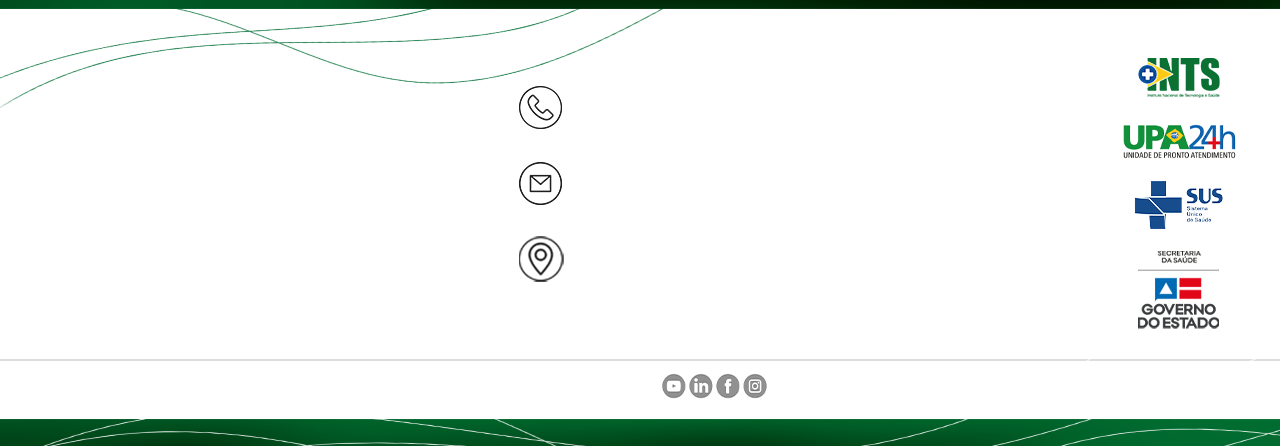 INTS
Instituto Nacional de Tecnologia e Saúde
UPA24h
UNIDADE DE PRONTO ATENDIMENTO
SUS
Sistema
Único
de Saúde
SECRETARIA
DA SAÚDE
GOVERNO
DO ESTADO
in
f